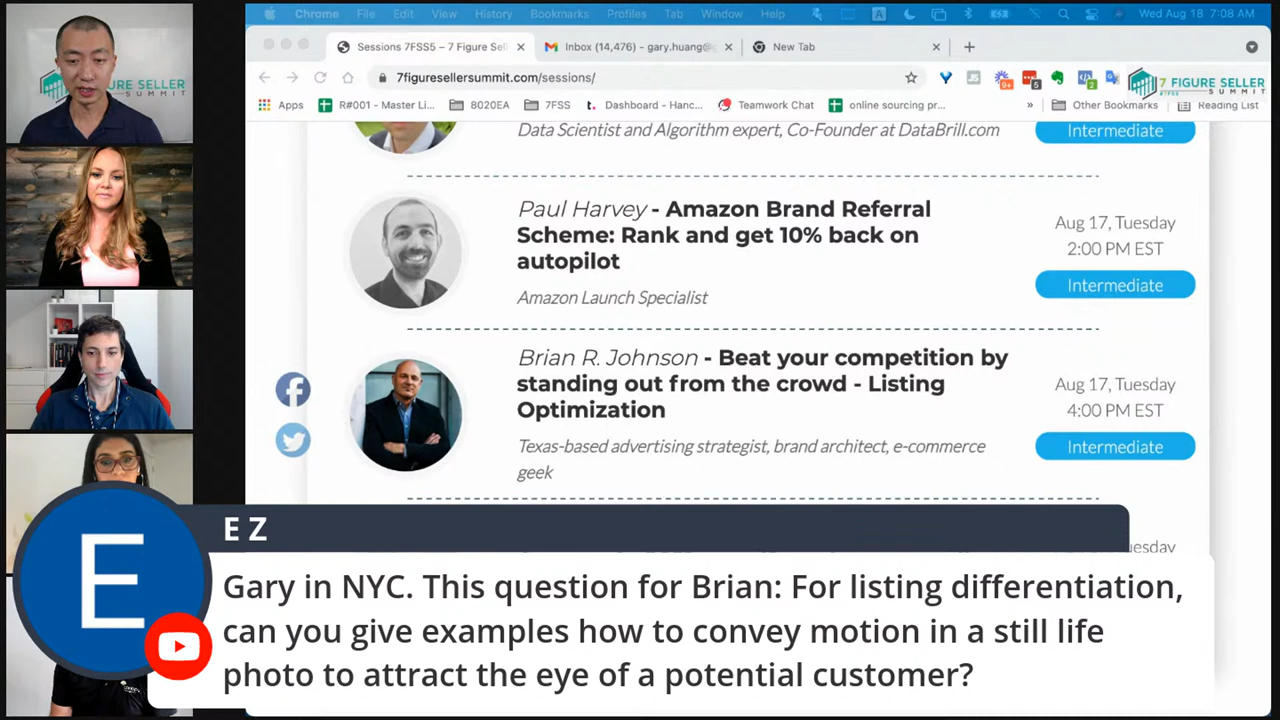 Chrome File Edit View History Bookmarks Profiles Tab Window Help Wed Aug 18 7:08 AM
Sessions 7FSS5 – 7 Figure Sel Inbox (14,476) - gary.huang@ New Tab
7figuresellersummit.com/sessions/
7 FIGURE SELLER
SUMMIT
Apps R#001 - Master Li... 8020EA 7FSS Dashboard - Hanc... Teamwork Chat online sourcing pr... » Other Bookmarks Reading List
GURE SELLER
SUMMIT
Data Scientist and Algorithm expert, Co-Founder at DataBrill.com
Intermediate
Paul Harvey - Amazon Brand Referral
Scheme: Rank and get 10% back on
autopilot
Amazon Launch Specialist
Aug 17, Tuesday
2:00 PM EST
Intermediate
Brian R. Johnson - Beat your competition by
standing out from the crowd - Listing
Optimization
Texas-based advertising strategist, brand architect, e-commerce
geek
Aug 17, Tuesday
4:00 PM EST
Intermediate
esday
E
E Z
Gary in NYC. This question for Brian: For listing differentiation,
can you give examples how to convey motion in a still life
photo to attract the eye of a potential customer?